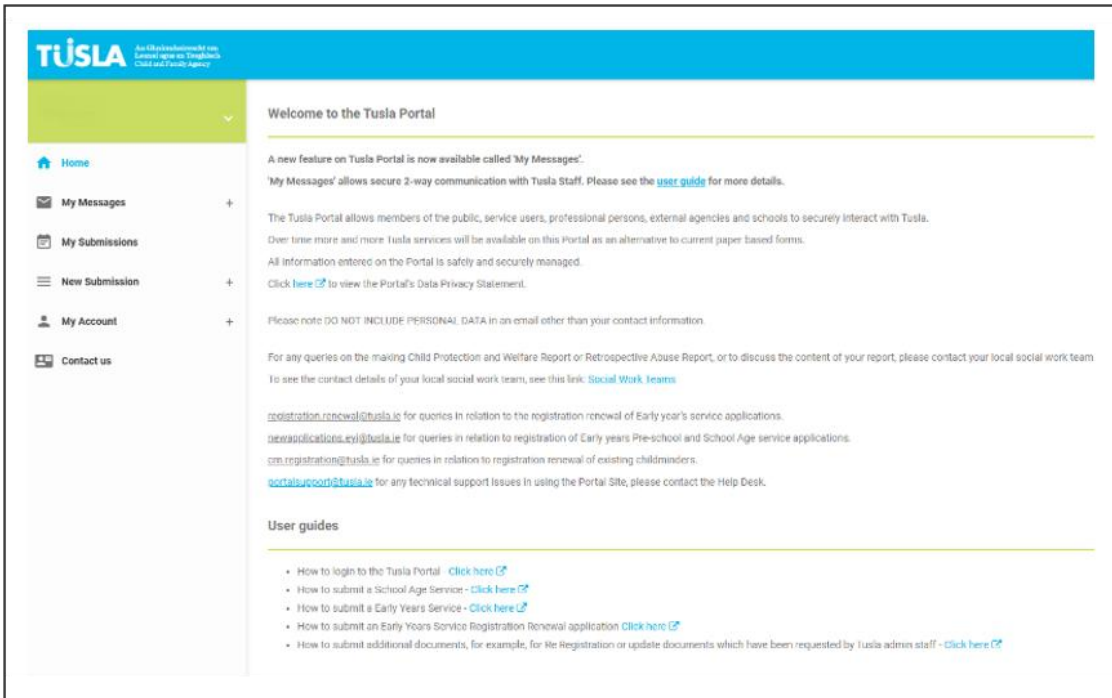 TUSLA
An Ghníomhaireacht um
Leanaí agus an Teaghlach
Child and Family Agency
Welcome to the Tusla Portal
Home
My Messages
My Submissions
New Submission
My Account
Contact us
A new feature on Tusla Portal is now available called 'My Messages'.
'My Messages' allows secure 2-way communication with Tusla Staff. Please see the user guide for more details.
The Tusla Portal allows members of the public, service users, professional persons, external agencies and schools to securely interact with Tusla.
Over time more and more Tusla services will be available on this Portal as an alternative to current paper based forms.
All information entered on the Portal is safely and securely managed.
Click here to view the Portal's Data Privacy Statement.
Please note DO NOT INCLUDE PERSONAL DATA in an email other than your contact information.
For any queries on the making Child Protection and Welfare Report or Retrospective Abuse Report, or to discuss the content of your report, please contact your local social work team
To see the contact details of your local social work team, see this link: Social Work Teams
registration.renewal@tusla.ie for queries in relation to the registration renewal of Early year's service applications.
newapplications.eyi@tusla.ie for queries in relation to registration of Early years Pre-school and School Age service applications.
cm.registration@tusla.ie for queries in relation to registration renewal of existing childminders.
portalsupport@tusla.ie for any technical support issues in using the Portal Site, please contact the Help Desk.
User guides
• How to login to the Tusla Portal - Click here
• How to submit a School Age Service - Click here
• How to submit a Early Years Service - Click here
• How to submit an Early Years Service Registration Renewal application Click here
• How to submit additional documents, for example, for Re Registration or update documents which have been requested by Tusla admin staff - Click here